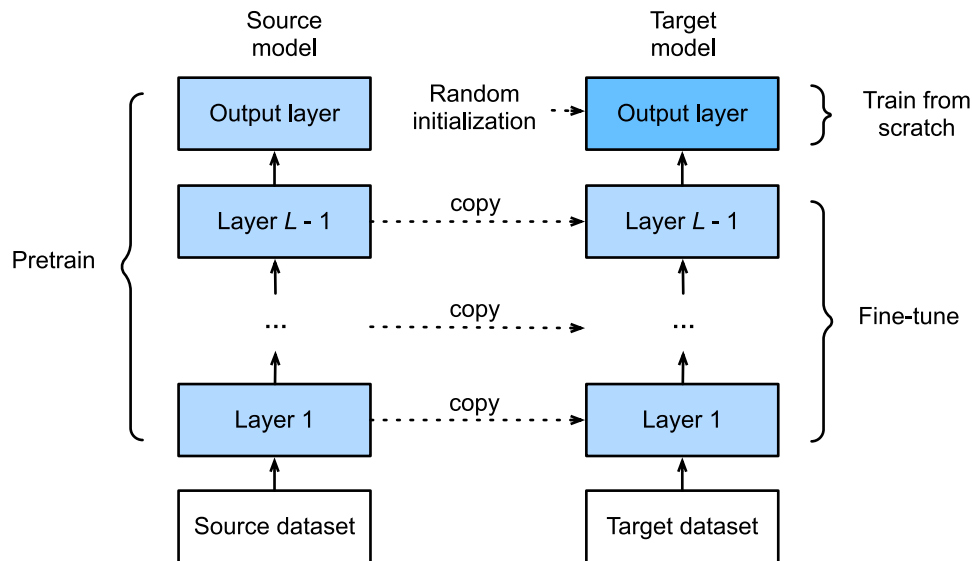 Source
model
Target
model
Output layer
Random
initialization
Output layer
Train from
scratch
Layer L - 1
copy
Layer L - 1
Pretrain
...
copy
...
Fine-tune
Layer 1
copy
Layer 1
Source dataset
Target dataset